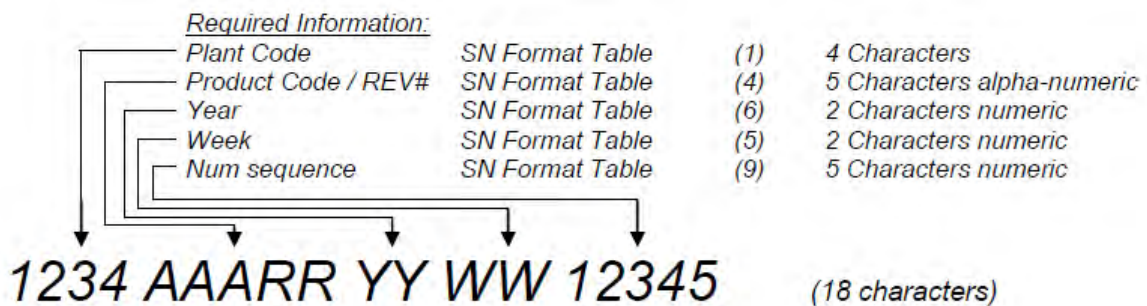 Required Information:
Plant Code SN Format Table (1) 4 Characters
Product Code / REV# SN Format Table (4) 5 Characters alpha-numeric
Year SN Format Table (6) 2 Characters numeric
Week SN Format Table (5) 2 Characters numeric
Num sequence SN Format Table (9) 5 Characters numeric
1234 AAARR YY WW 12345 (18 characters)